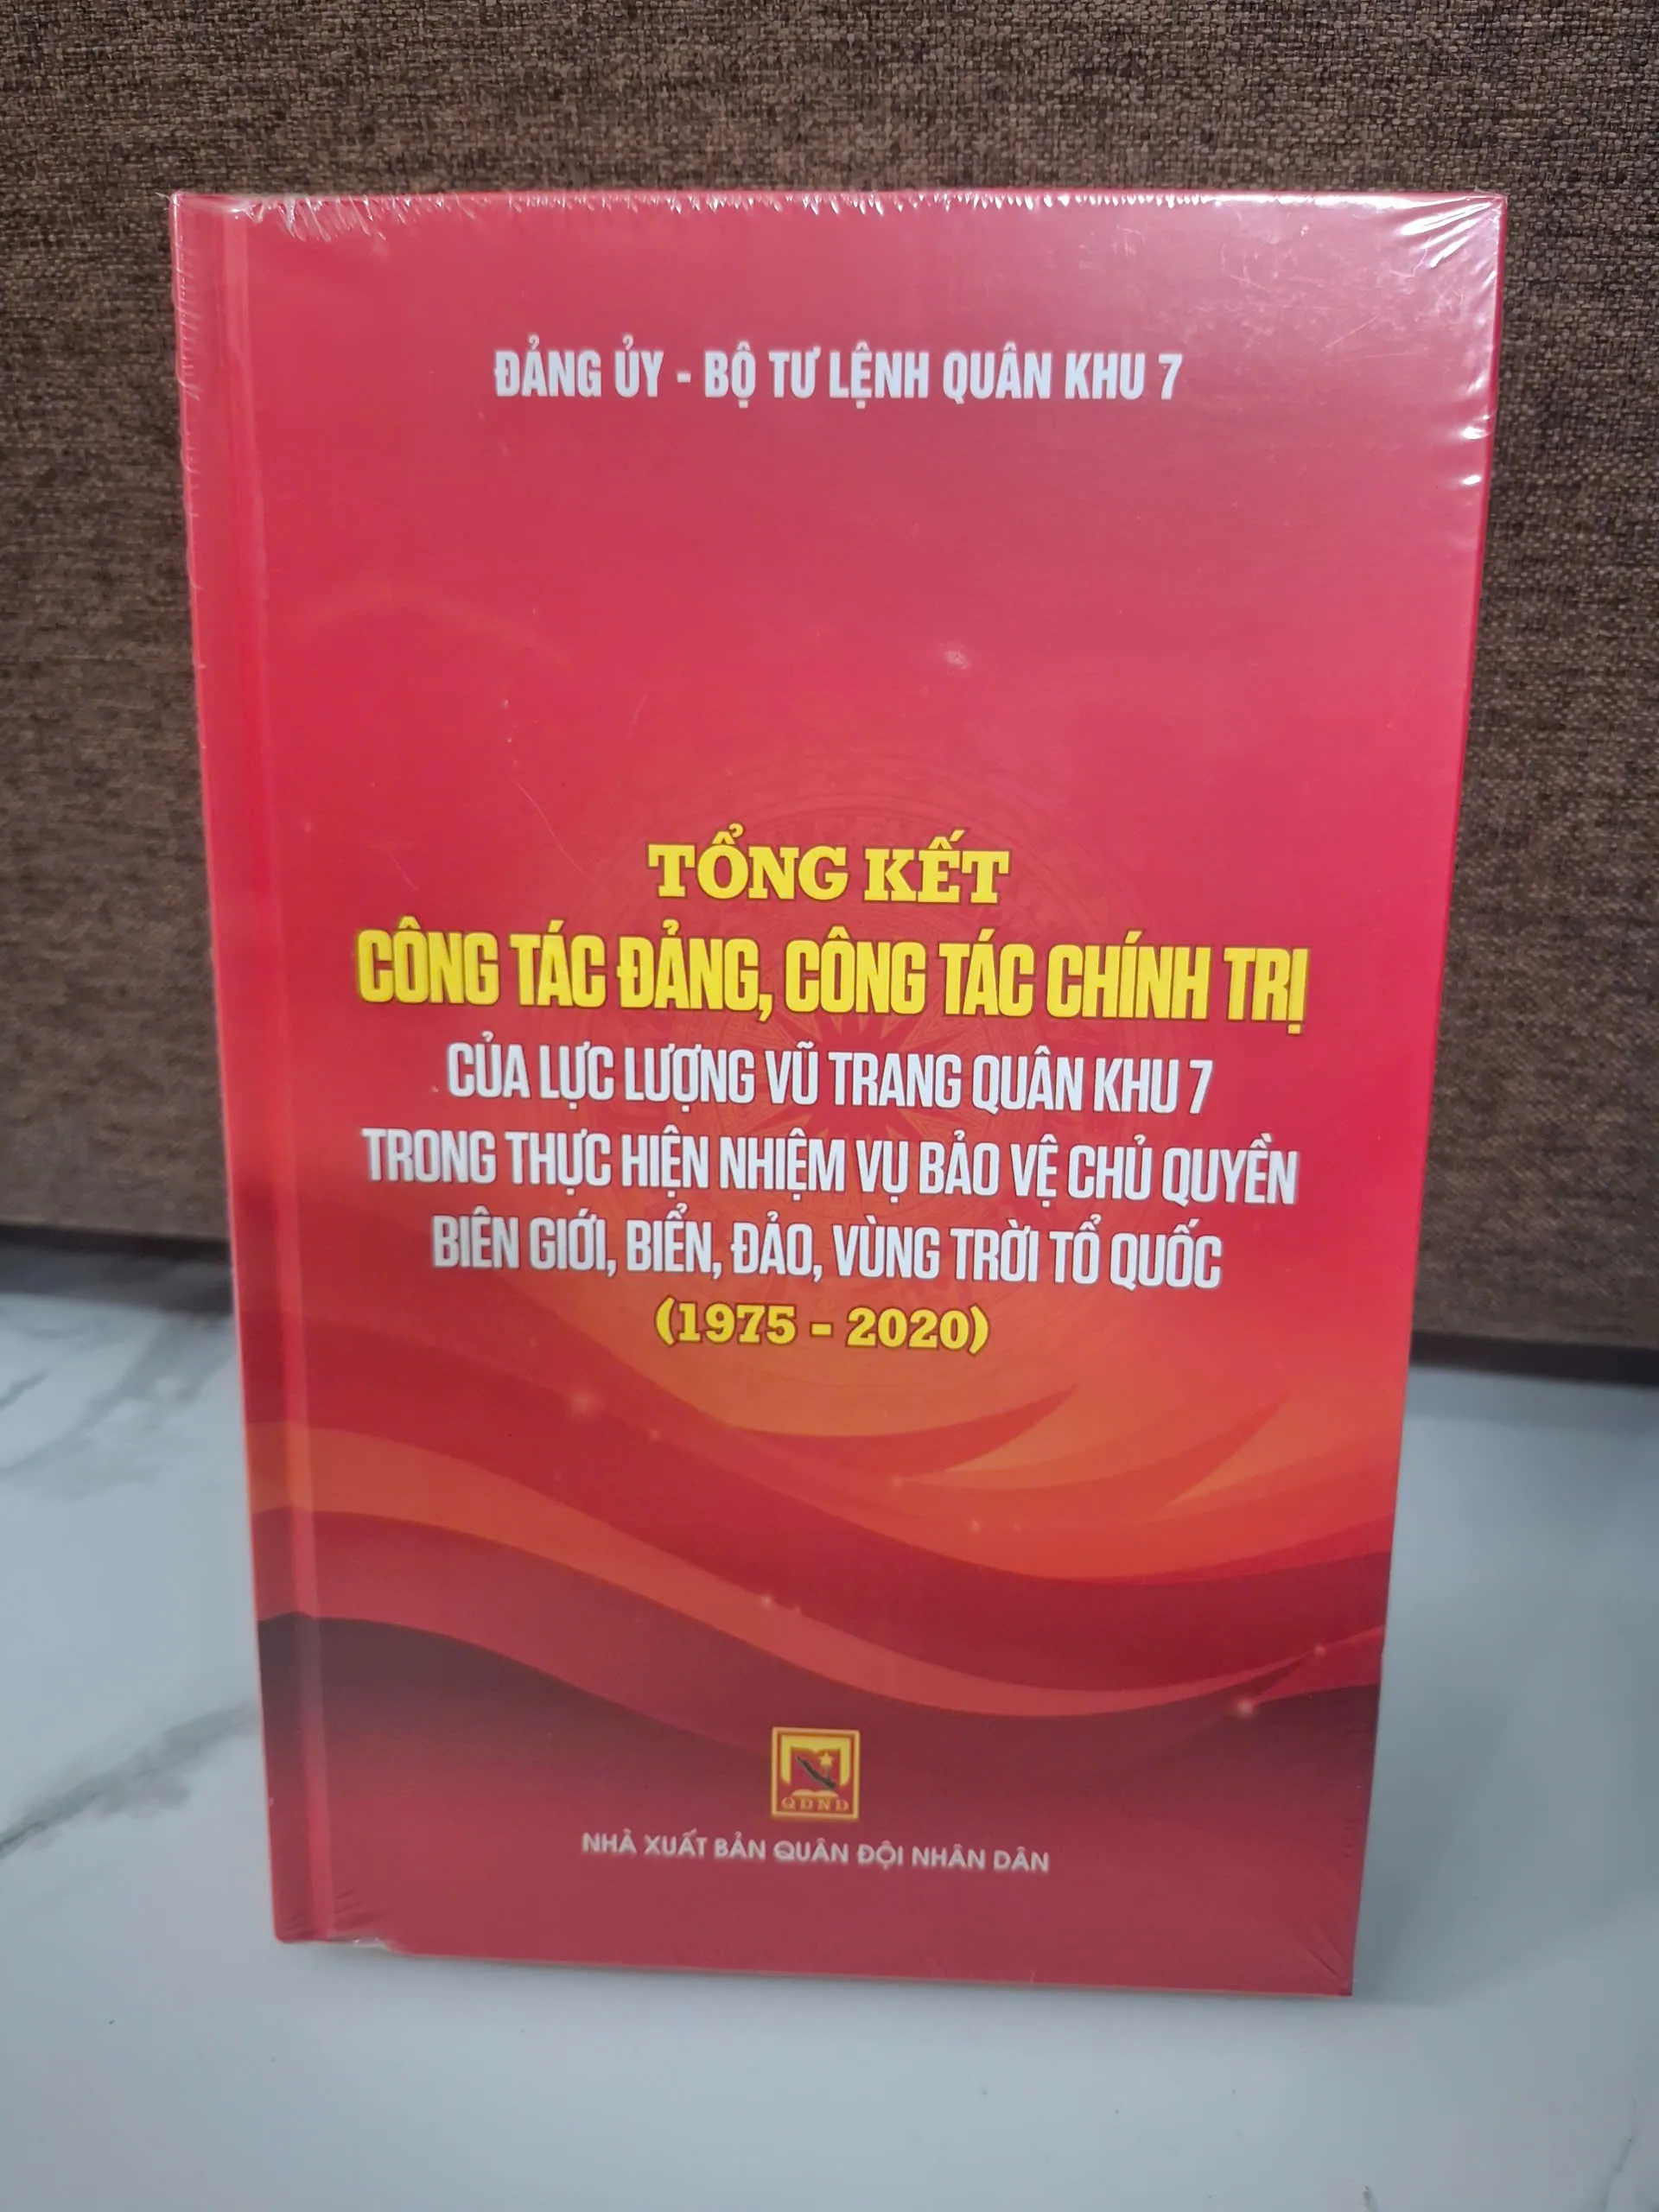 ĐẢNG ỦY - BỘ TƯ LỆNH QUÂN KHU 7
TỔNG KẾT
CÔNG TÁC ĐẢNG, CÔNG TÁC CHÍNH TRỊ
CỦA LỰC LƯỢNG VŨ TRANG QUÂN KHU 7
TRONG THỰC HIỆN NHIỆM VỤ BẢO VỆ CHỦ QUYỀN
BIÊN GIỚI, BIỂN, ĐẢO, VÙNG TRỜI TỔ QUỐC
(1975 - 2020)
QĐND
NHÀ XUẤT BẢN QUÂN ĐỘI NHÂN DÂN